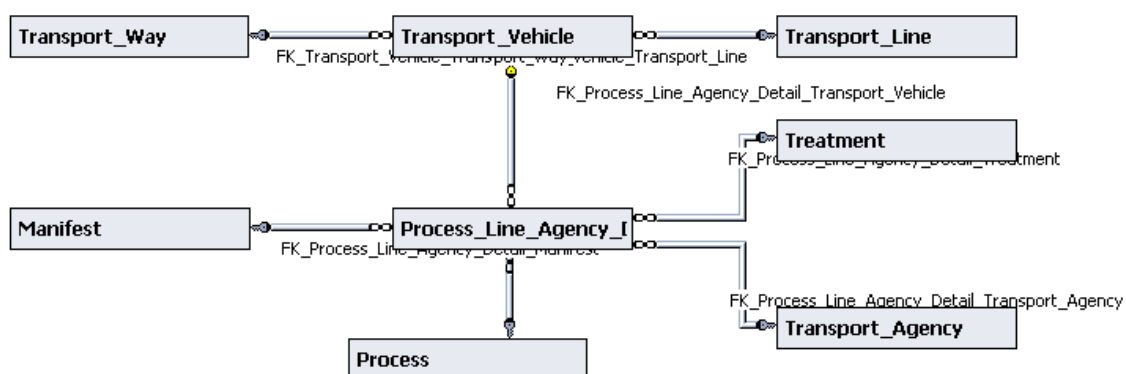 Transport_Way
Transport_Vehicle
Transport_Line
FK_Process_Line_Agency_Detail_Transport_Vehicle
Treatment
FK_Process_Line_Agency_Detail_Treatment
Manifest
Process_Line_Agency_
FK_Process_Line_Agency_Detail_Manifest
FK_Process_Line_Agency_Detail_Transport_Agency
Transport_Agency
Process